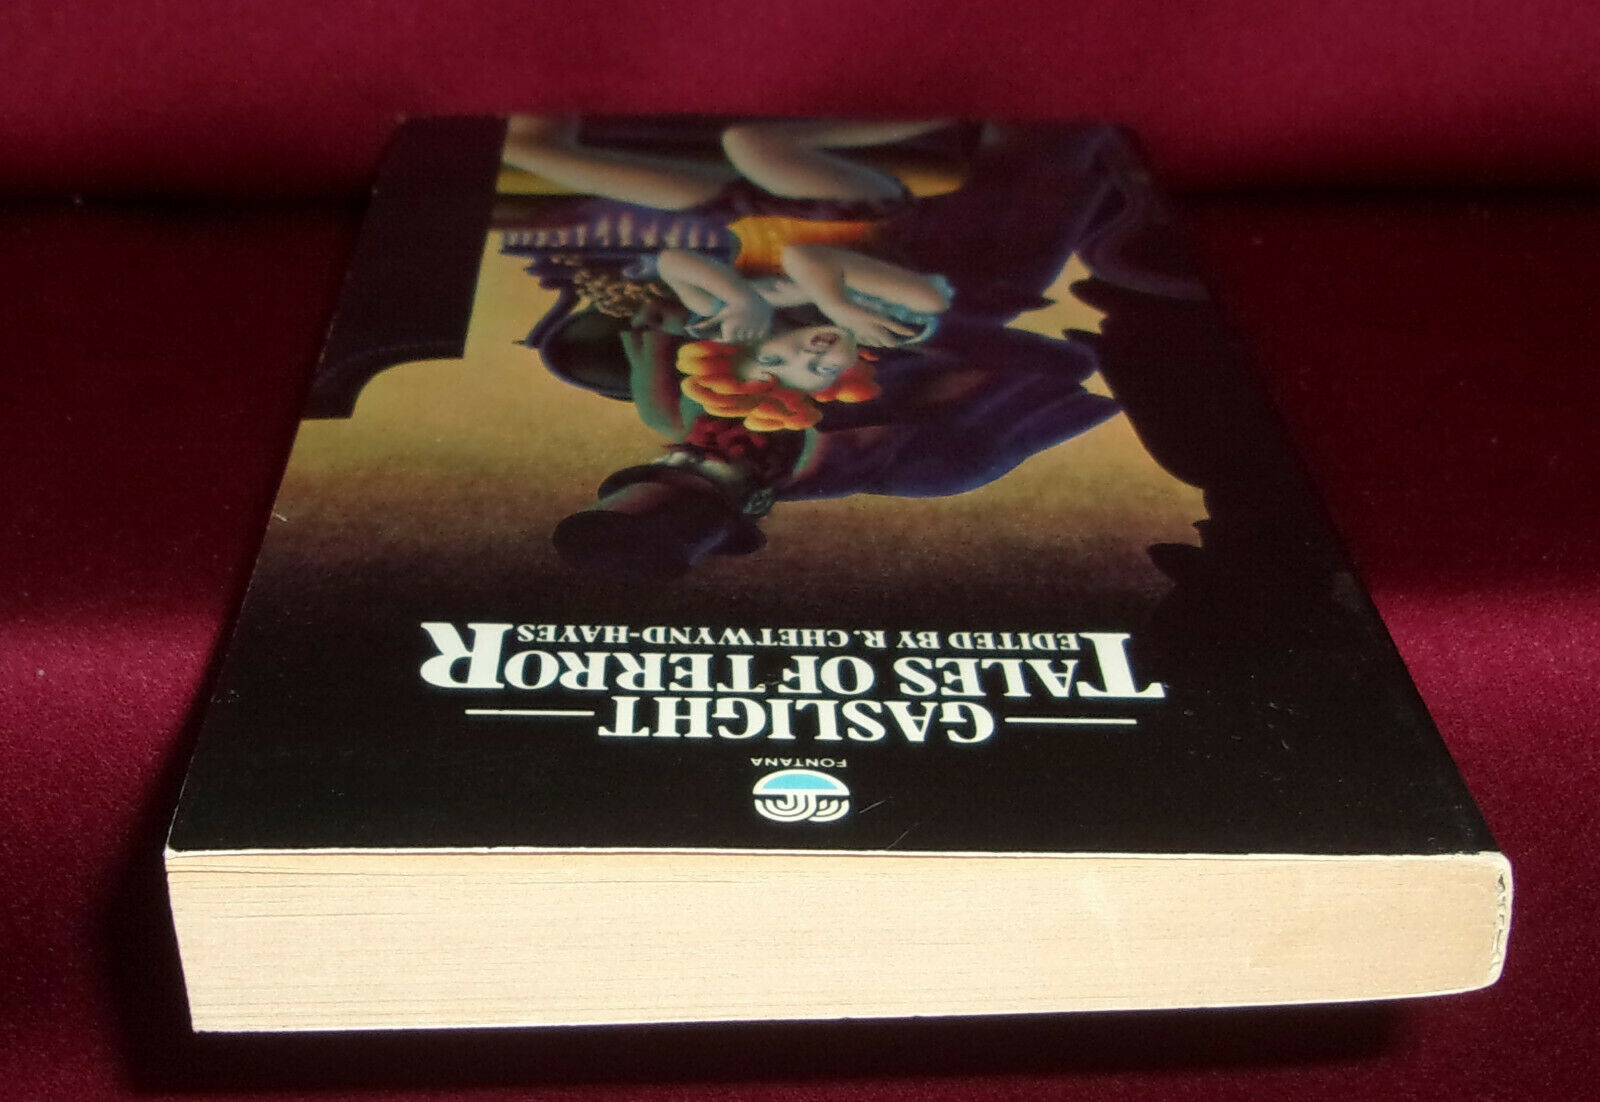 FONTANA
GASLIGHT
TALES OF TERROR
EDITED BY R. CHETWYND-HAYES